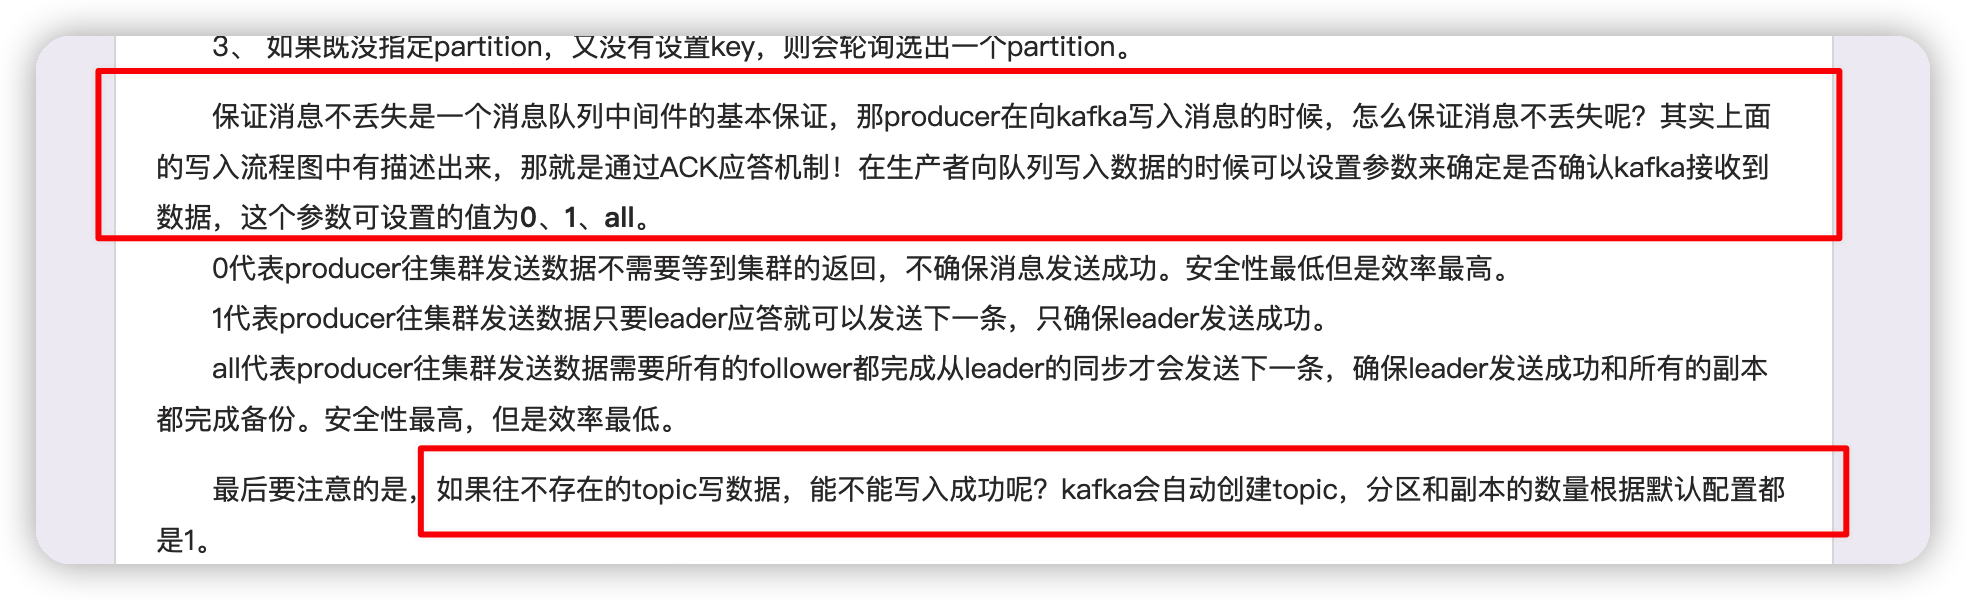 3、 如果既没指定partition，又没有设置key，则会轮询选出一个partition。
保证消息不丢失是一个消息队列中间件的基本保证，那producer在向kafka写入消息的时候，怎么保证消息不丢失呢？其实上面
的写入流程图中有描述出来，那就是通过ACK应答机制！在生产者向队列写入数据的时候可以设置参数来确定是否确认kafka接收到
数据，这个参数可设置的值为0、1、all。
0代表producer往集群发送数据不需要等到集群的返回，不确保消息发送成功。安全性最低但是效率最高。
1代表producer往集群发送数据只要leader应答就可以发送下一条，只确保leader发送成功。
all代表producer往集群发送数据需要所有的follower都完成从leader的同步才会发送下一条，确保leader发送成功和所有的副本
都完成备份。安全性最高，但是效率最低。
最后要注意的是，如果往不存在的topic写数据，能不能写入成功呢？kafka会自动创建topic，分区和副本的数量根据默认配置都
是1。